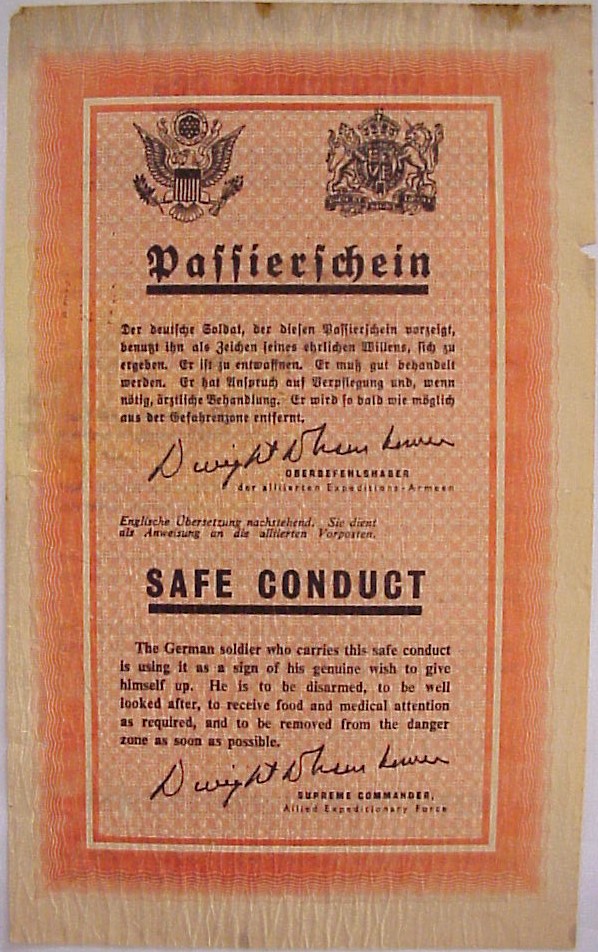 Passierschein
Der deutsche Soldat, der diesen Passierschein vorzeigt,
benutzt ihn als Zeichen seines ehrlichen Willens, sich zu
ergeben. Er ist zu entwaffnen. Er muß gut behandelt
werden. Er hat Anspruch auf Verpflegung und, wenn
nötig, ärztliche Behandlung. Er wird so bald wie möglich
aus der Gefahrenzone entfernt.
Dwight D Eisenhower
OBERBEFEHLSHABER
der alliierten Expeditions-Armeen
Englische Übersetzung nachstehend. Sie dient
als Anweisung an die alliierten Vorposten.
SAFE CONDUCT
The German soldier who carries this safe conduct
is using it as a sign of his genuine wish to give
himself up. He is to be disarmed, to be well
looked after, to receive food and medical attention
as required, and to be removed from the danger
zone as soon as possible.
Dwight D Eisenhower
SUPREME COMMANDER,
Allied Expeditionary Force